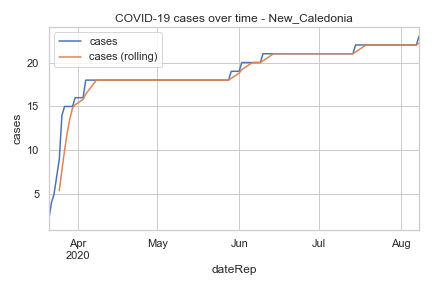 COVID-19 cases over time - New_Caledonia
cases
cases (rolling)
20
15
10
5
cases
Apr
2020
May
Jun
Jul
Aug
dateRep